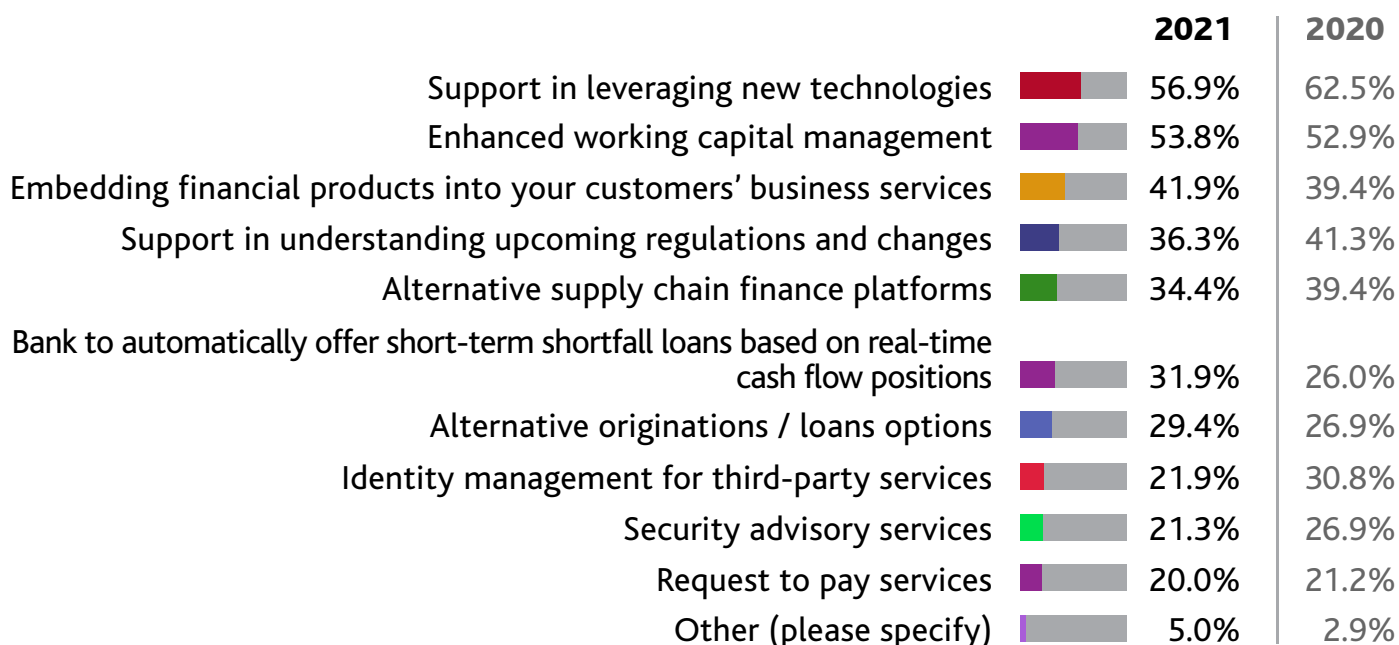 2021 2020
Support in leveraging new technologies 56.9% 62.5%
Enhanced working capital management 53.8% 52.9%
Embedding financial products into your customers’ business services 41.9% 39.4%
Support in understanding upcoming regulations and changes 36.3% 41.3%
Alternative supply chain finance platforms 34.4% 39.4%
Bank to automatically offer short-term shortfall loans based on real-time
cash flow positions 31.9% 26.0%
Alternative originations / loans options 29.4% 26.9%
Identity management for third-party services 21.9% 30.8%
Security advisory services 21.3% 26.9%
Request to pay services 20.0% 21.2%
Other (please specify) 5.0% 2.9%